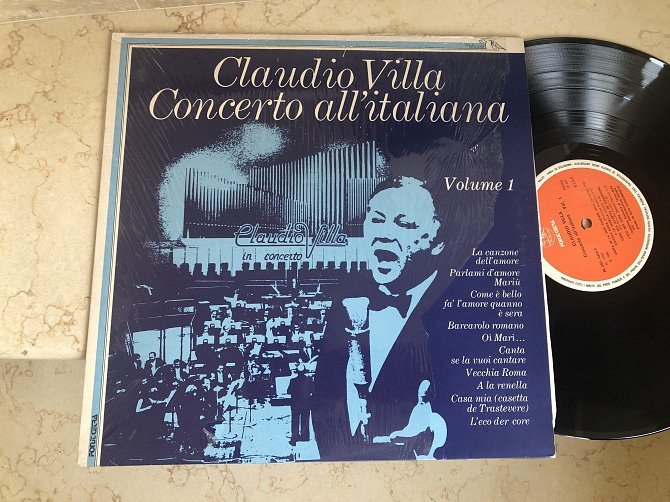 Claudio Villa
Concerto all'italiana
Volume 1
Claudio Villa
in concerto
La canzone
dell'amore
Parlami d'amore
Mariù
Come è bello
fa' l'amore quanno
è sera
Barcarolo romano
Oi Marì...
Canta
se la vuoi cantare
Vecchia Roma
A la renella
Casa mia (casetta
de Trastevere)
L'eco der core
FONIT CETRA